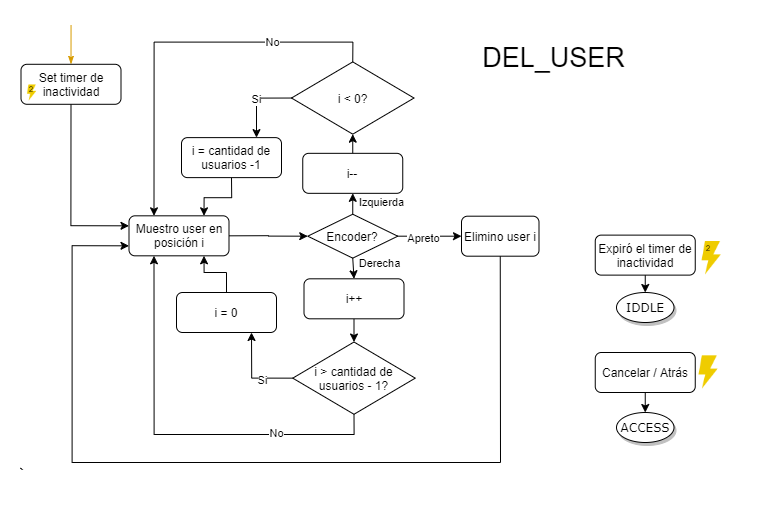 DEL_USER
No
Set timer de
inactividad
2
i < 0?
Si
i = cantidad de
usuarios -1
i--
Izquierda
Muestro user en
posición i
Encoder?
Apreto
Elimino user i
Derecha
Expiró el timer de
inactividad
2
i = 0
i++
IDDLE
i > cantidad de
usuarios - 1?
Si
Cancelar / Atrás
No
ACCESS
`